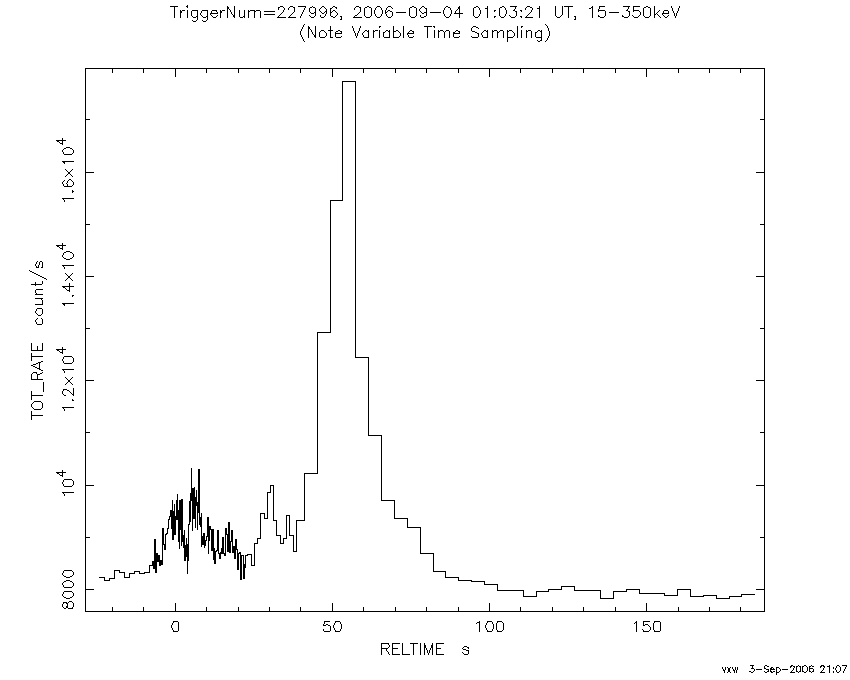 TriggerNum=227996, 2006-09-04 01:03:21 UT, 15-350keV
(Note Variable Time Sampling)
TOT_RATE count/s
1.6×10⁴
1.4×10⁴
1.2×10⁴
10⁴
8000
0 50 100 150
RELTIME s
vxw 3-Sep-2006 21:07